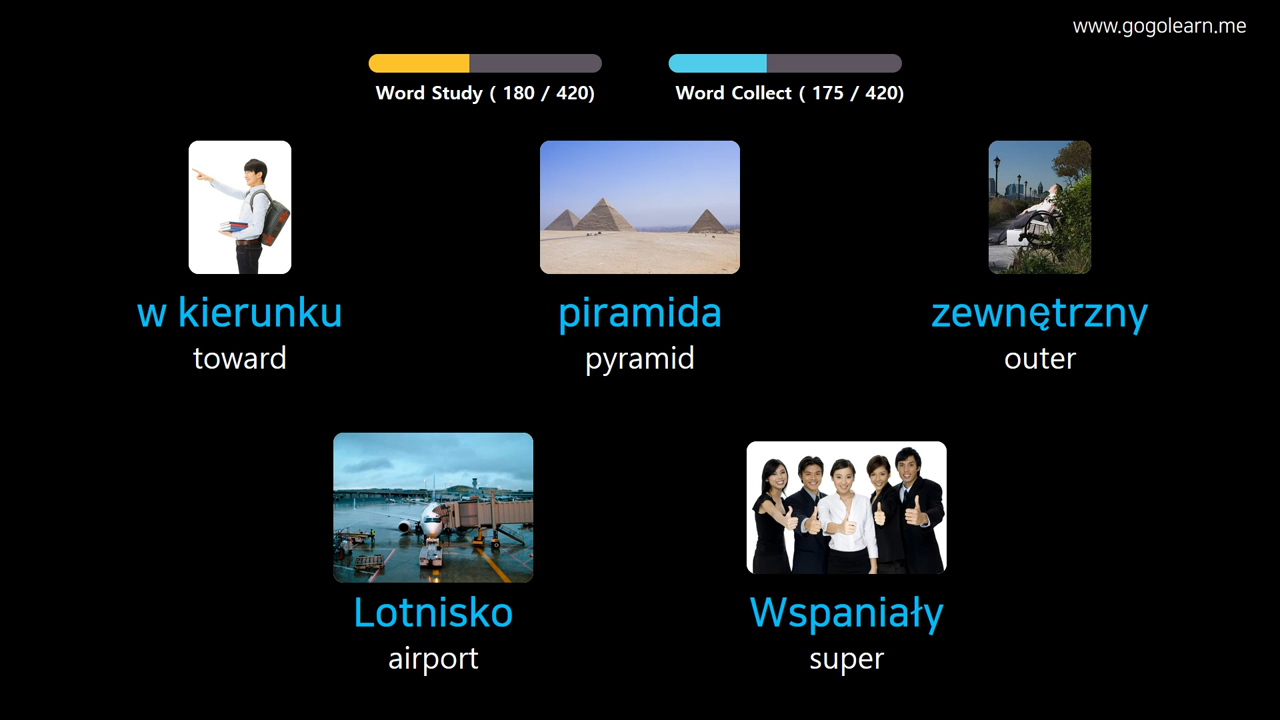 www.gogolearn.me
Word Study ( 180 / 420)
Word Collect ( 175 / 420)
w kierunku
toward
piramida
pyramid
zewnętrzny
outer
Lotnisko
airport
Wspaniały
super